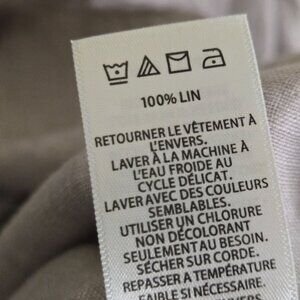 100% LIN
RETOURNER LE VÊTEMENT À
L'ENVERS.
LAVER À LA MACHINE À
L'EAU FROIDE AU
CYCLE DÉLICAT.
LAVER AVEC DES COULEURS
SEMBLABLES.
UTILISER UN CHLORURE
NON DÉCOLORANT
SEULEMENT AU BESOIN.
SÉCHER SUR CORDE.
REPASSER A TEMPÉRATURE
FAIBLE SI NÉCESSAIRE.